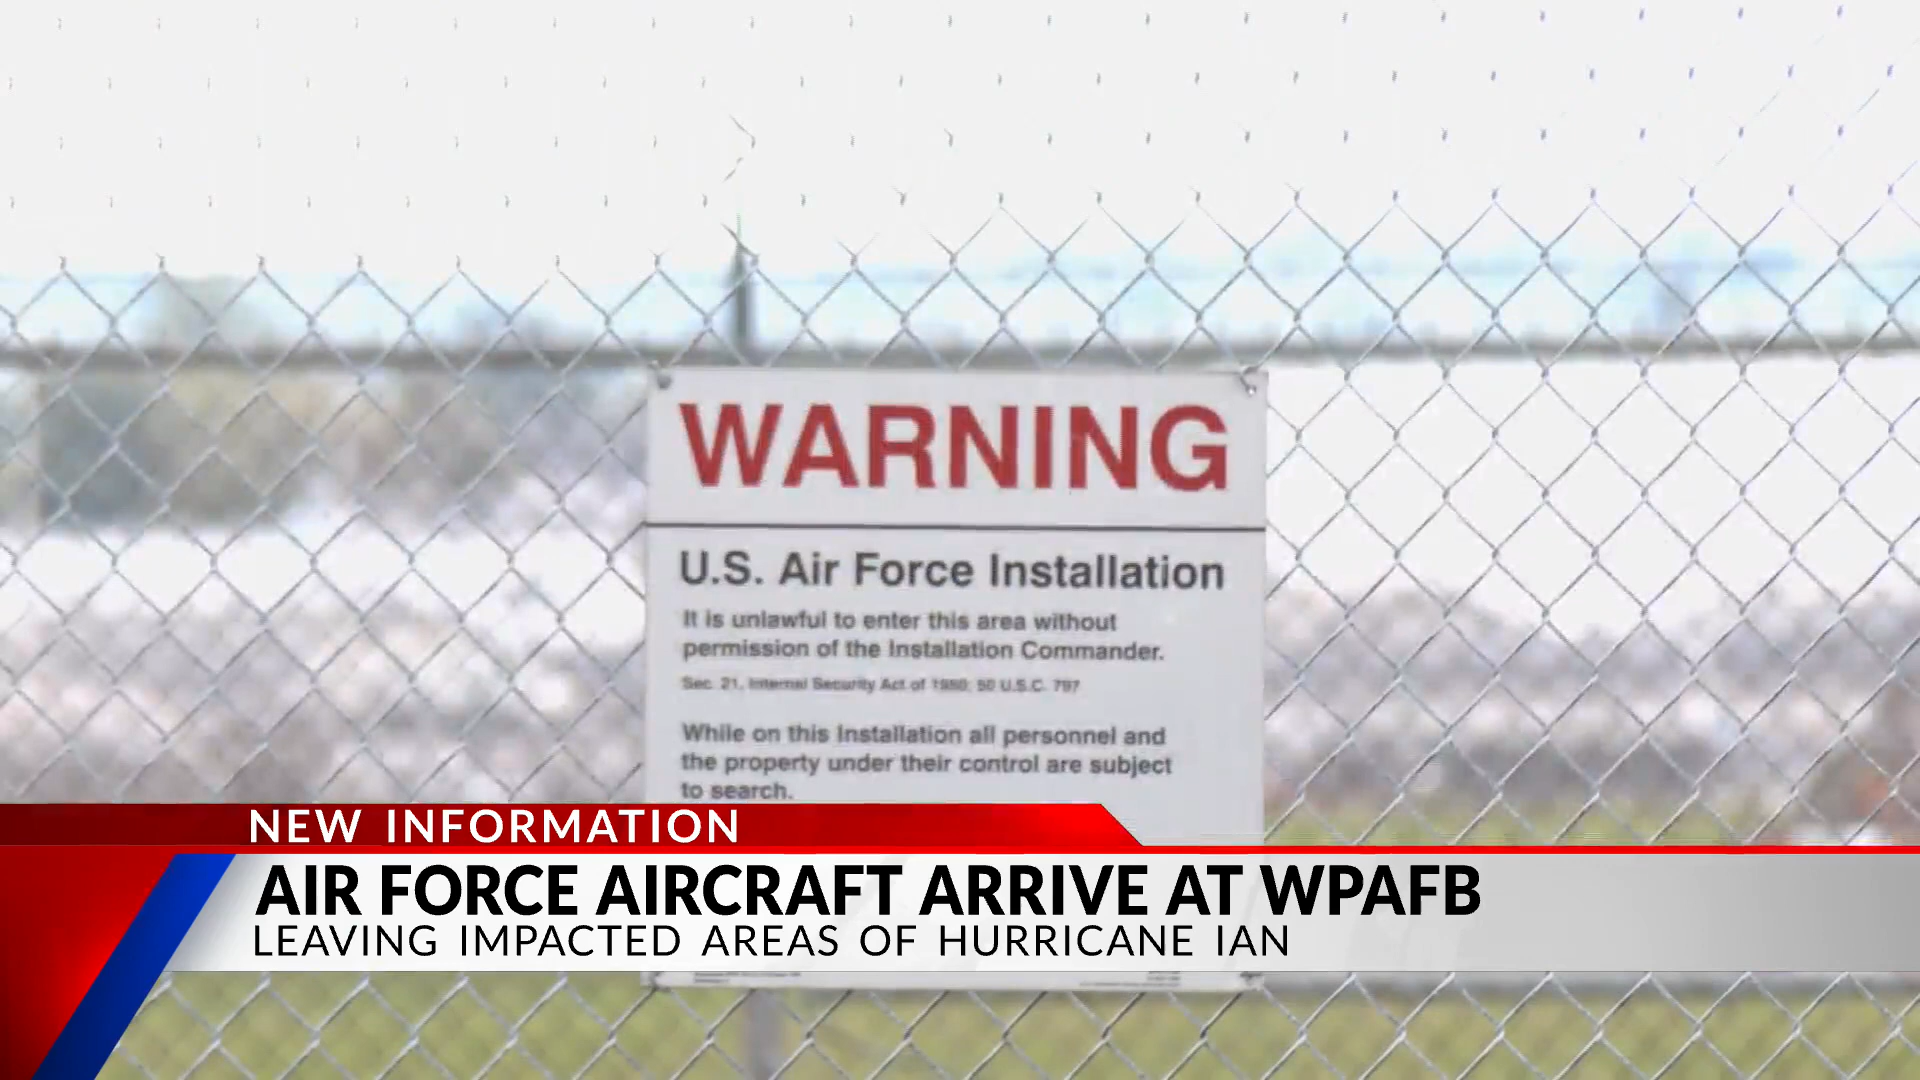 WARNING
U.S. Air Force Installation
It is unlawful to enter this area without
permission of the Installation Commander.
Sec. 21, Internal Security Act of 1950; 50 U.S.C. 797
While on this Installation all personnel and
the property under their control are subject
to search.
NEW INFORMATION
AIR FORCE AIRCRAFT ARRIVE AT WPAFB
LEAVING IMPACTED AREAS OF HURRICANE IAN